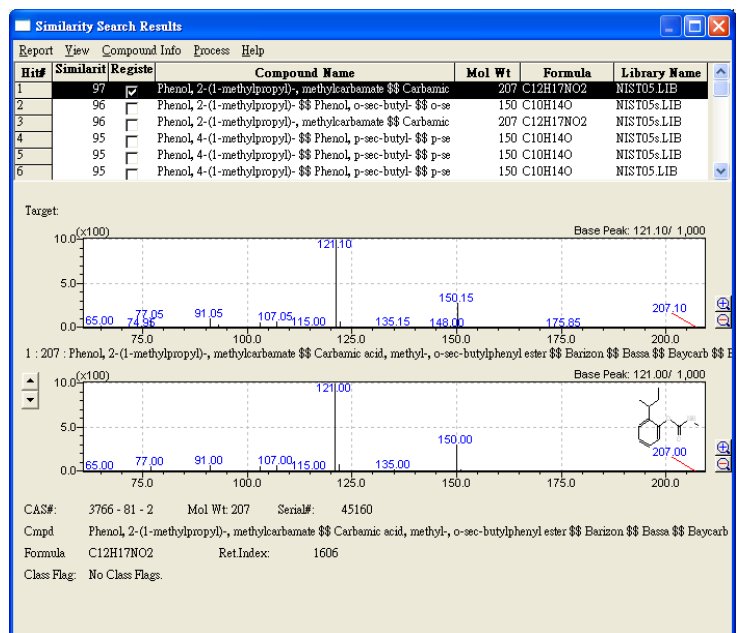 Similarity Search Results
Report View Compound Info Process Help
Hit# Similarit Registe Compound Name Mol Wt Formula Library Name
1 97 Phenol, 2-(1-methylpropyl)-, methylcarbamate $$ Carbamic 207 C12H17NO2 NIST05.LIB
2 96 Phenol, 2-(1-methylpropyl)- $$ Phenol, o-sec-butyl- $$ o-se 150 C10H14O NIST05s.LIB
3 96 Phenol, 2-(1-methylpropyl)-, methylcarbamate $$ Carbamic 207 C12H17NO2 NIST05s.LIB
4 95 Phenol, 4-(1-methylpropyl)- $$ Phenol, p-sec-butyl- $$ p-se 150 C10H14O NIST05s.LIB
5 95 Phenol, 4-(1-methylpropyl)- $$ Phenol, p-sec-butyl- $$ p-se 150 C10H14O NIST05s.LIB
6 95 Phenol, 4-(1-methylpropyl)- $$ Phenol, p-sec-butyl- $$ p-se 150 C10H14O NIST05.LIB
Target:
(x100) Base Peak: 121.10/ 1,000
10.0
121.10
5.0
150.15
77.05 91.05 207.10
65.00 74.95 107.05 115.00 135.15 148.00 175.85
0.0
75.0 100.0 125.0 150.0 175.0 200.0
1 : 207 : Phenol, 2-(1-methylpropyl)-, methylcarbamate $$ Carbamic acid, methyl-, o-sec-butylphenyl ester $$ Barizon $$ Bassa $$ Baycarb $$ B
(x100) Base Peak: 121.00/ 1,000
10.0
121.00
5.0
150.00
207.00
65.00 77.00 91.00 107.00 115.00 135.00
0.0
75.0 100.0 125.0 150.0 175.0 200.0
CAS#: 3766 - 81 - 2 Mol Wt: 207 Serial#: 45160
Cmpd Phenol, 2-(1-methylpropyl)-, methylcarbamate $$ Carbamic acid, methyl-, o-sec-butylphenyl ester $$ Barizon $$ Bassa $$ Baycarb
Formula C12H17NO2 Ret.Index: 1606
Class Flag: No Class Flags.